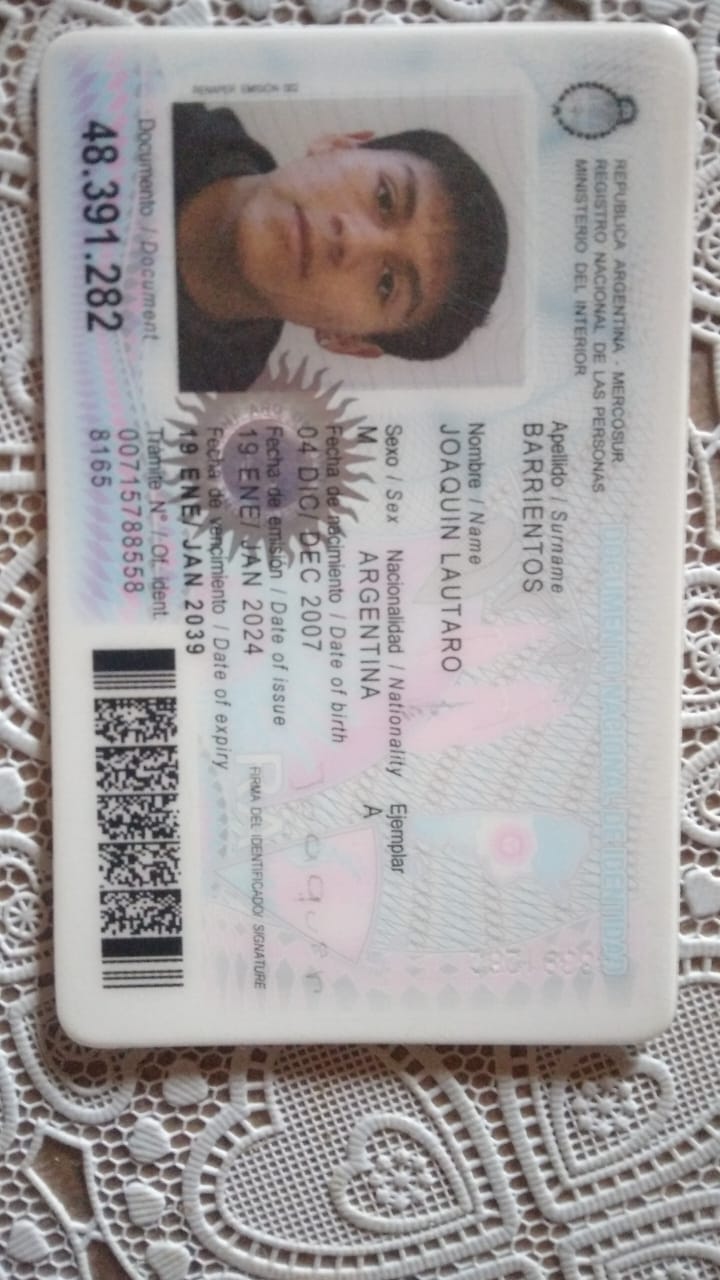 REPUBLICA ARGENTINA - MERCOSUR
REGISTRO NACIONAL DE LAS PERSONAS
MINISTERIO DEL INTERIOR
DOCUMENTO NACIONAL DE IDENTIDAD
Apellido / Surname
BARRIENTOS
Nombre / Name
JOAQUIN LAUTARO
Sexo / Sex Nacionalidad / Nationality Ejemplar
M ARGENTINA A
Fecha de nacimiento / Date of birth
04 DIC/ DEC 2007
Fecha de emisión / Date of issue
19 ENE/ JAN 2024
Fecha de vencimiento / Date of expiry
19 ENE/ JAN 2039
FIRMA DEL IDENTIFICADO/ SIGNATURE
RENAPER EMISIÓN 002
Documento / Document
48.391.282
Trámite N° / Of. ident.
00715788558
8165